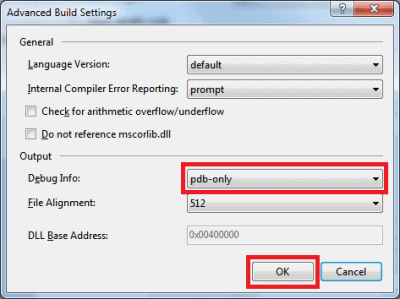 Advanced Build Settings
General
Language Version: default
Internal Compiler Error Reporting: prompt
Check for arithmetic overflow/underflow
Do not reference mscorlib.dll
Output
Debug Info: pdb-only
File Alignment: 512
DLL Base Address: 0x00400000
OK Cancel